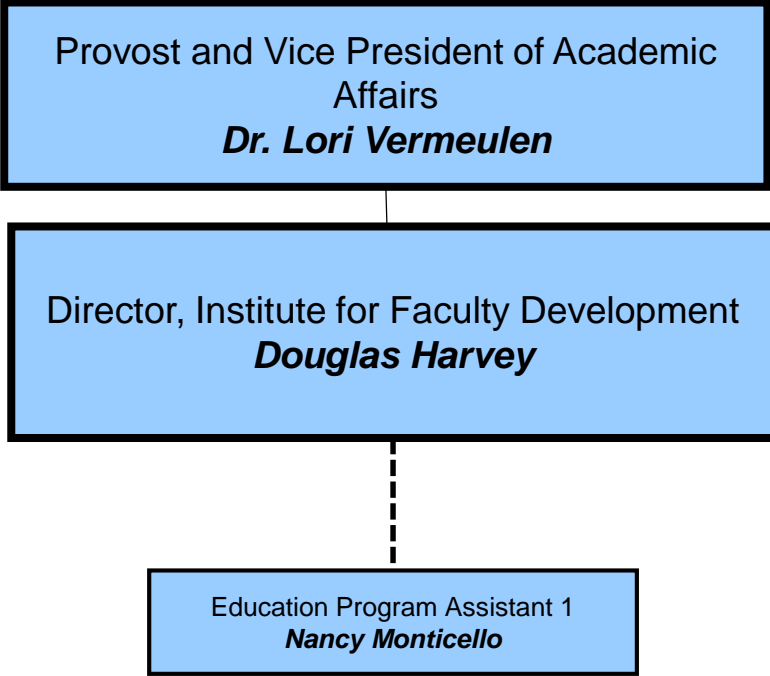 Provost and Vice President of Academic
Affairs
Dr. Lori Vermeulen
Director, Institute for Faculty Development
Douglas Harvey
Education Program Assistant 1
Nancy Monticello